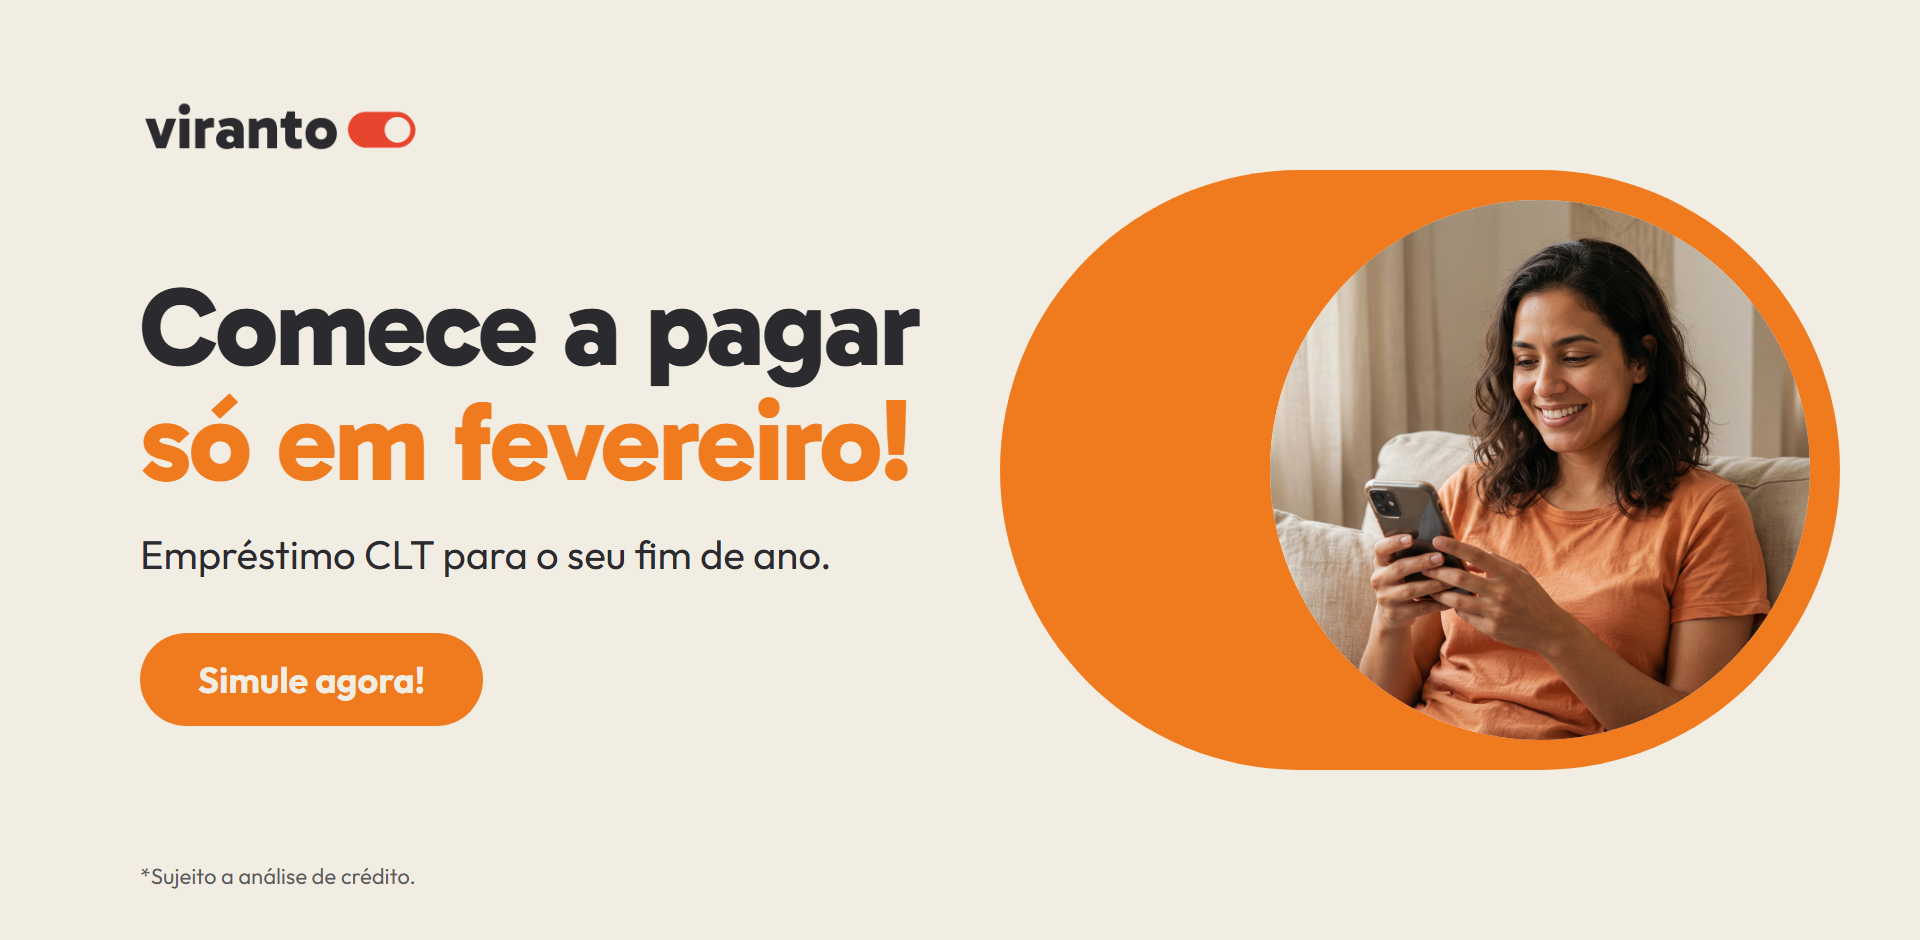 viranto
Comece a pagar
só em fevereiro!
Empréstimo CLT para o seu fim de ano.
Simule agora!
*Sujeito a análise de crédito.